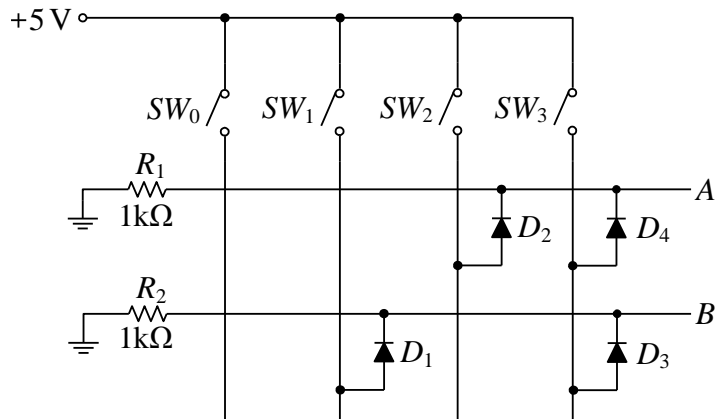 +5 V
SW₀ SW₁ SW₂ SW₃
R₁
A
1kΩ
D₂ D₄
R₂
B
1kΩ
D₁ D₃